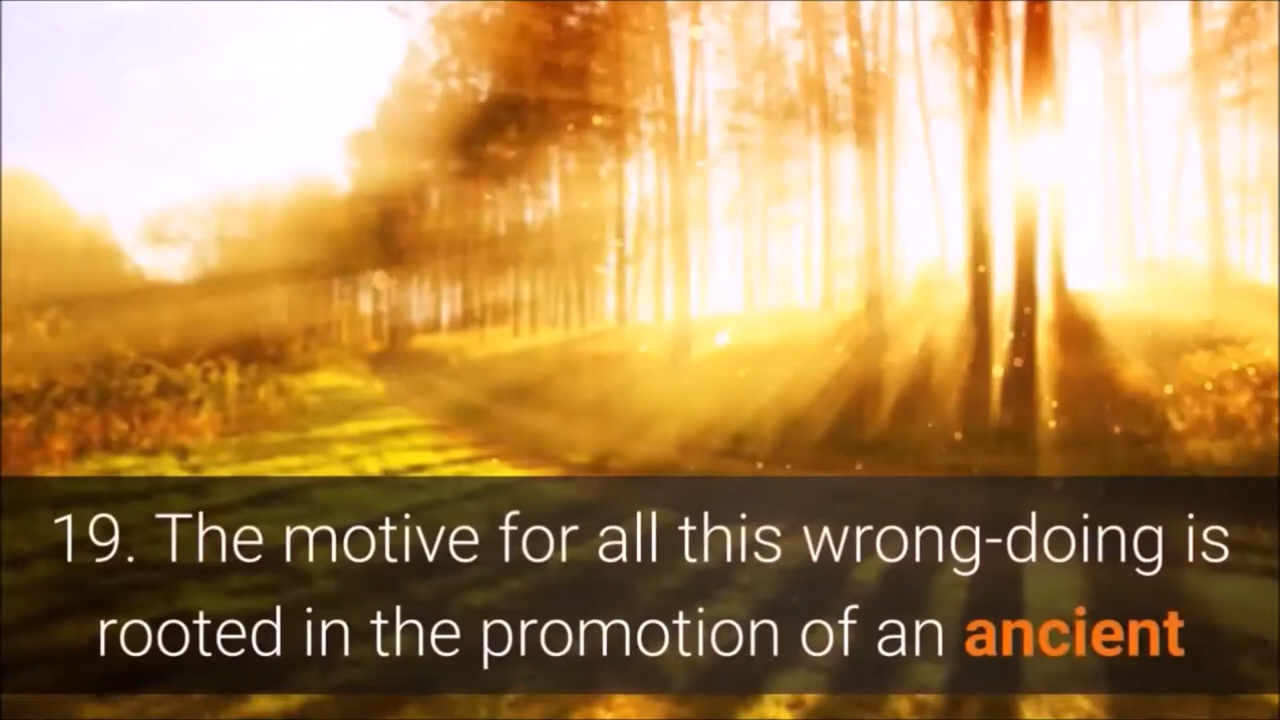 19. The motive for all this wrong-doing is
rooted in the promotion of an ancient